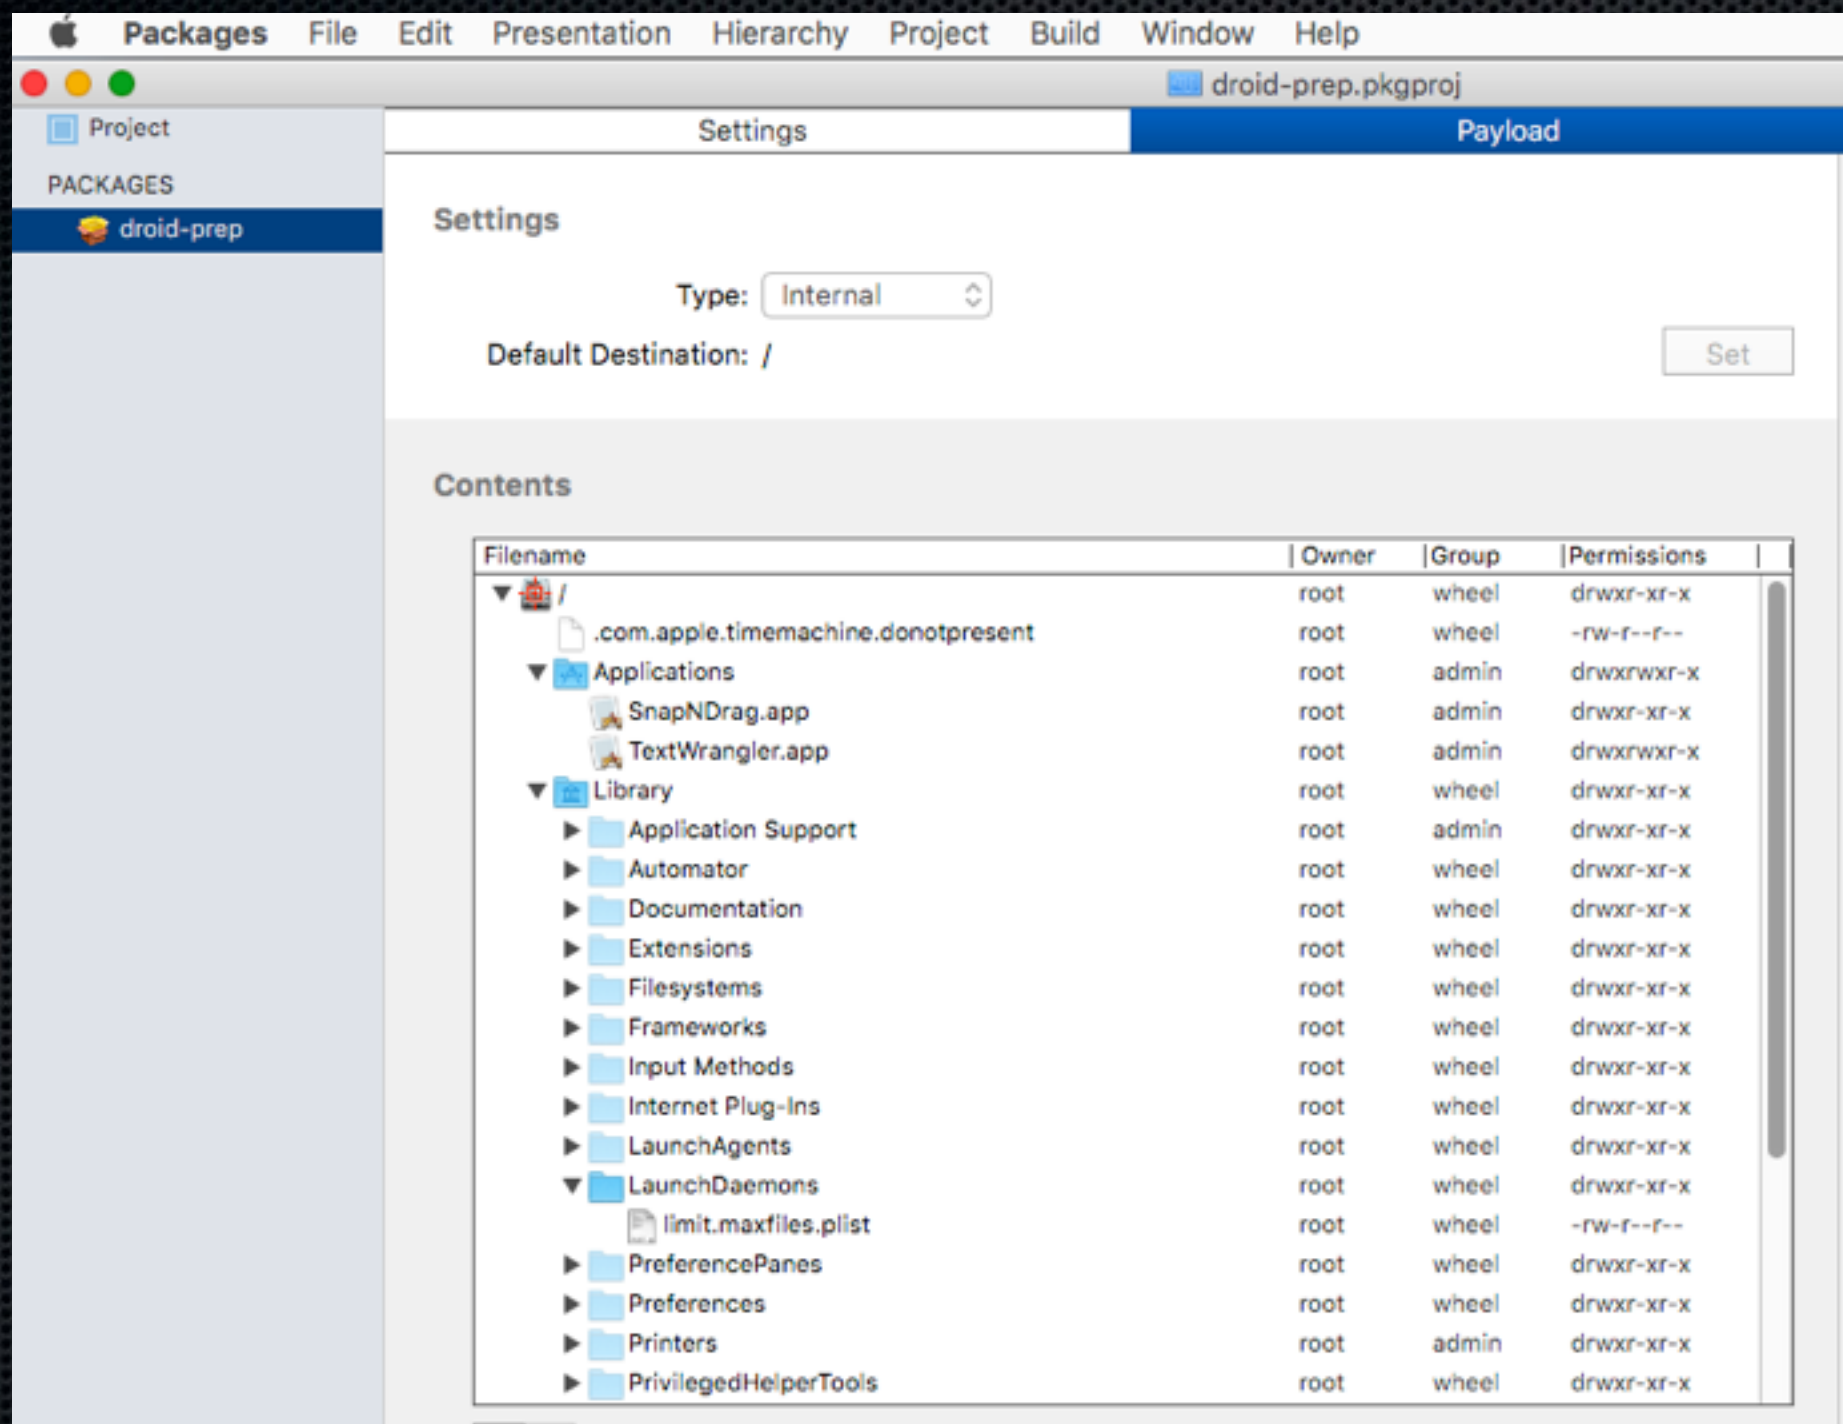 Packages File Edit Presentation Hierarchy Project Build Window Help
droid-prep.pkgproj
Project
PACKAGES
droid-prep
Settings Payload
Settings
Type: Internal
Default Destination: /
Set
Contents
Filename Owner Group Permissions
/ root wheel drwxr-xr-x
.com.apple.timemachine.donotpresent root wheel -rw-r--r--
Applications root admin drwxrwxr-x
SnapNDrag.app root admin drwxr-xr-x
TextWrangler.app root admin drwxrwxr-x
Library root wheel drwxr-xr-x
Application Support root admin drwxr-xr-x
Automator root wheel drwxr-xr-x
Documentation root wheel drwxr-xr-x
Extensions root wheel drwxr-xr-x
Filesystems root wheel drwxr-xr-x
Frameworks root wheel drwxr-xr-x
Input Methods root wheel drwxr-xr-x
Internet Plug-Ins root wheel drwxr-xr-x
LaunchAgents root wheel drwxr-xr-x
LaunchDaemons root wheel drwxr-xr-x
limit.maxfiles.plist root wheel -rw-r--r--
PreferencePanes root wheel drwxr-xr-x
Preferences root wheel drwxr-xr-x
Printers root admin drwxr-xr-x
PrivilegedHelperTools root wheel drwxr-xr-x